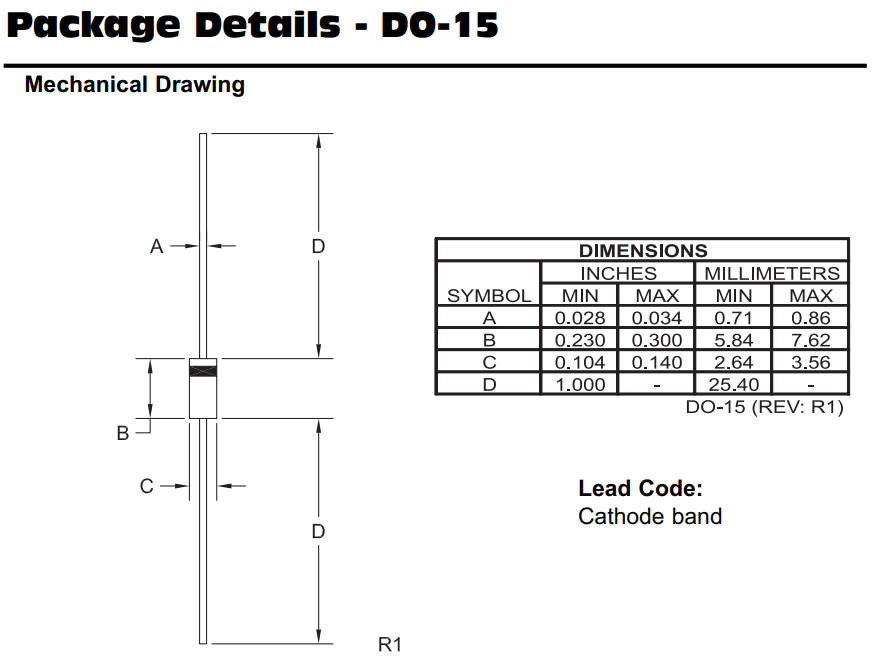 Package Details - DO-15
Mechanical Drawing
A
D
B
C
D
R1
DIMENSIONS
INCHES MILLIMETERS
SYMBOL MIN MAX MIN MAX
A 0.028 0.034 0.71 0.86
B 0.230 0.300 5.84 7.62
C 0.104 0.140 2.64 3.56
D 1.000 - 25.40 -
DO-15 (REV: R1)
Lead Code:
Cathode band